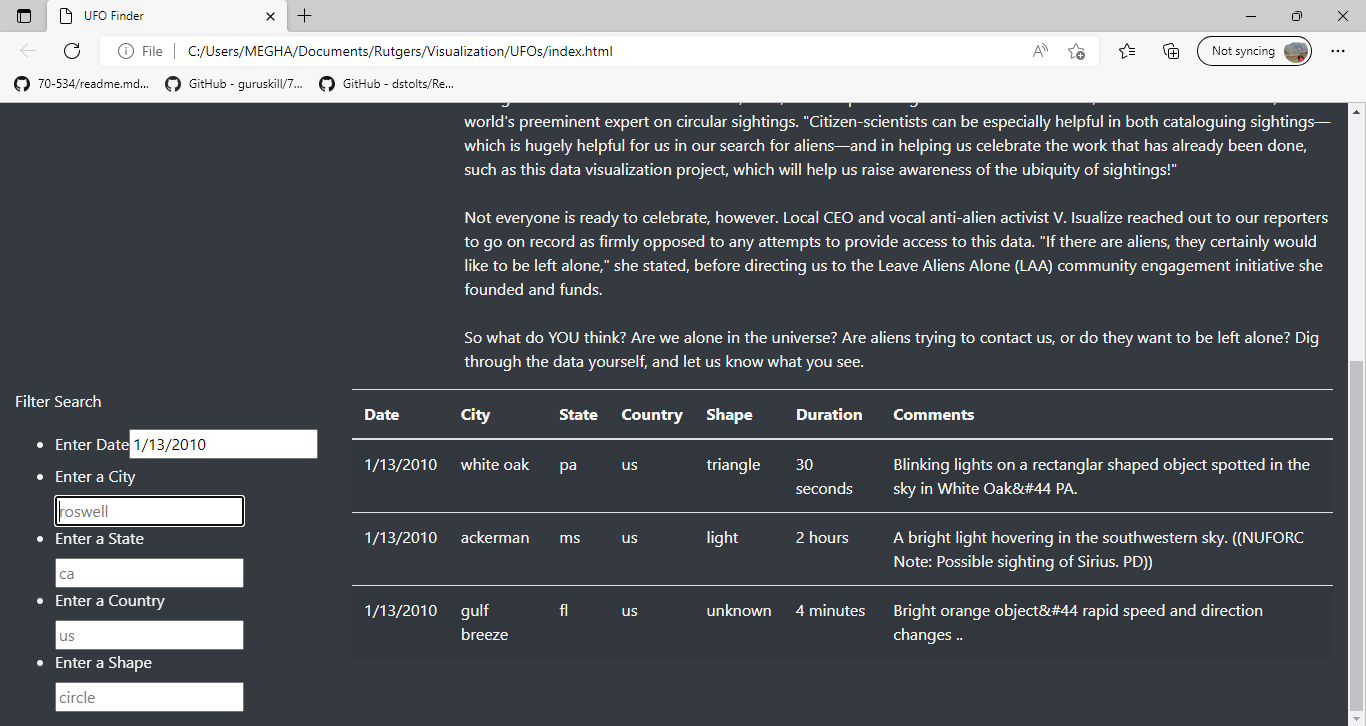 UFO Finder
File
C:/Users/MEGHA/Documents/Rutgers/Visualization/UFOs/index.html
Not syncing
70-534/readme.md...
GitHub - guruskill/7...
GitHub - dstolts/Re...
world's preeminent expert on circular sightings. "Citizen-scientists can be especially helpful in both cataloguing sightings—
which is hugely helpful for us in our search for aliens—and in helping us celebrate the work that has already been done,
such as this data visualization project, which will help us raise awareness of the ubiquity of sightings!"
Not everyone is ready to celebrate, however. Local CEO and vocal anti-alien activist V. Isualize reached out to our reporters
to go on record as firmly opposed to any attempts to provide access to this data. "If there are aliens, they certainly would
like to be left alone," she stated, before directing us to the Leave Aliens Alone (LAA) community engagement initiative she
founded and funds.
So what do YOU think? Are we alone in the universe? Are aliens trying to contact us, or do they want to be left alone? Dig
through the data yourself, and let us know what you see.
Filter Search
Enter Date 1/13/2010
Enter a City
roswell
Enter a State
ca
Enter a Country
us
Enter a Shape
circle
Date City State Country Shape Duration Comments
1/13/2010 white oak pa us triangle 30 Blinking lights on a rectanglar shaped object spotted in the
seconds sky in White Oak&#44 PA.
1/13/2010 ackerman ms us light 2 hours A bright light hovering in the southwestern sky. ((NUFORC
Note: Possible sighting of Sirius. PD))
1/13/2010 gulf fl us unknown 4 minutes Bright orange object&#44 rapid speed and direction
breeze changes ..